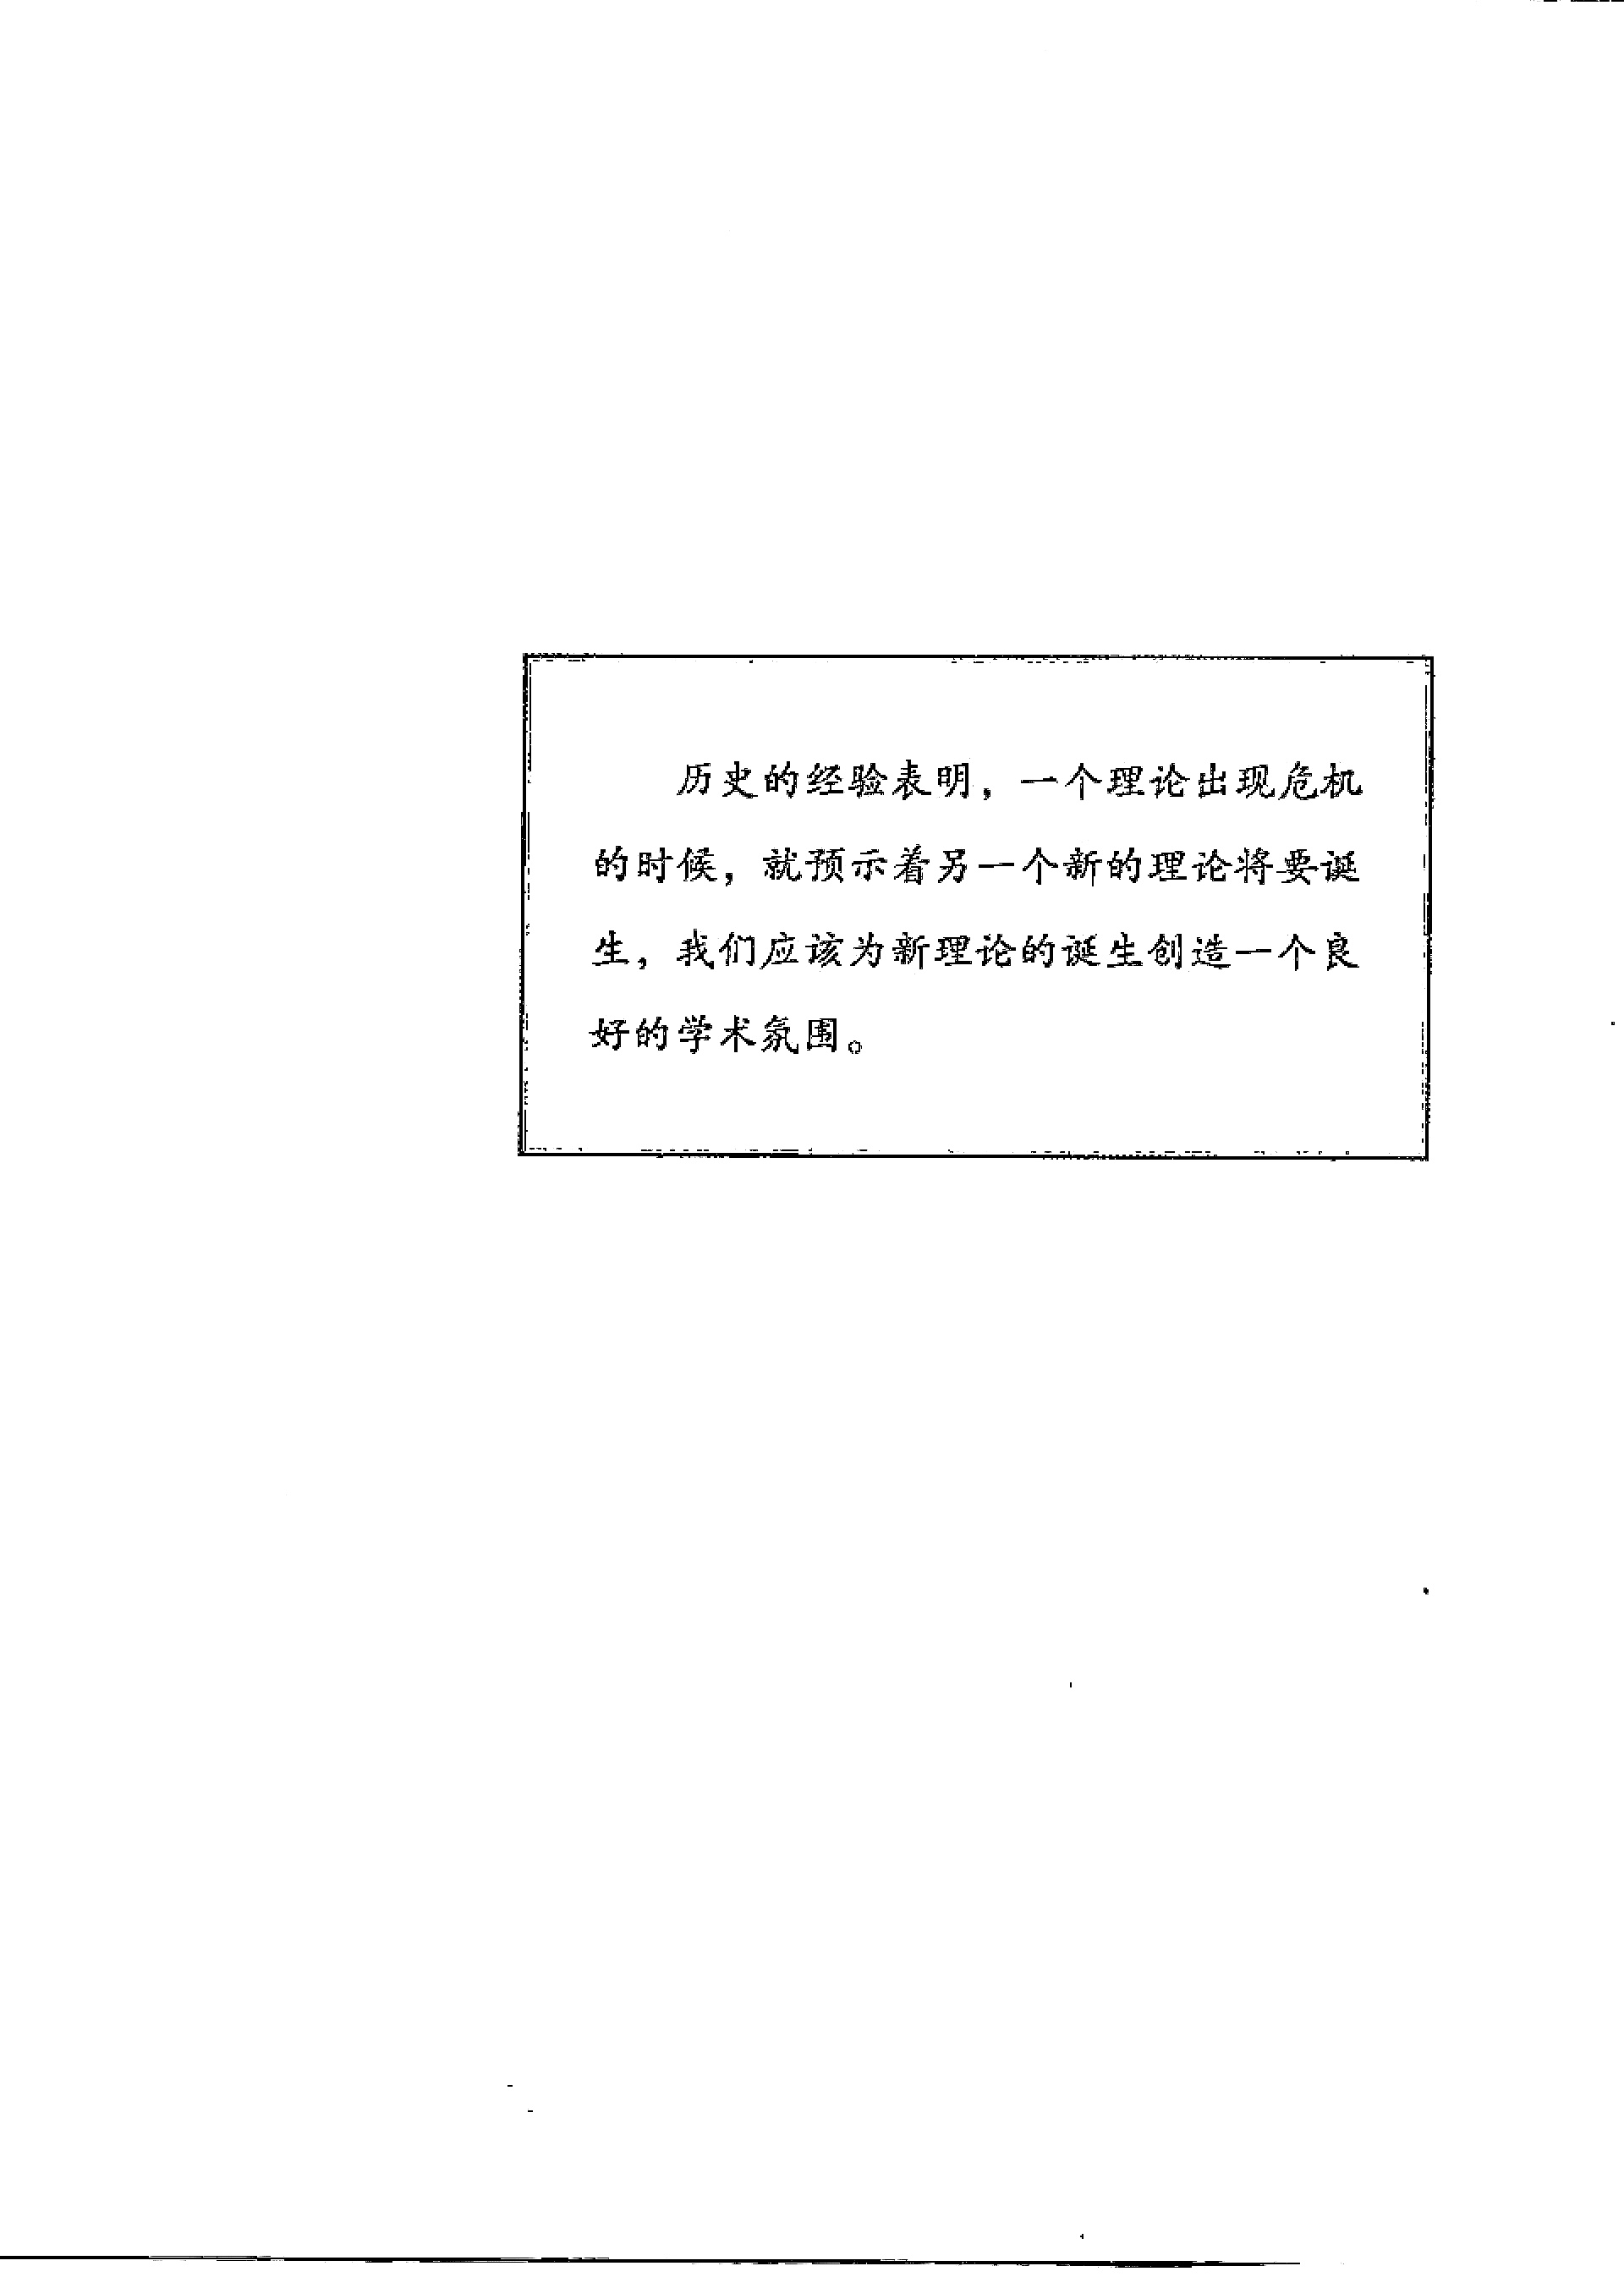 历史的经验表明，一个理论出现危机
的时候，就预示着另一个新的理论将要诞
生，我们应该为新理论的诞生创造一个良
好的学术氛围。